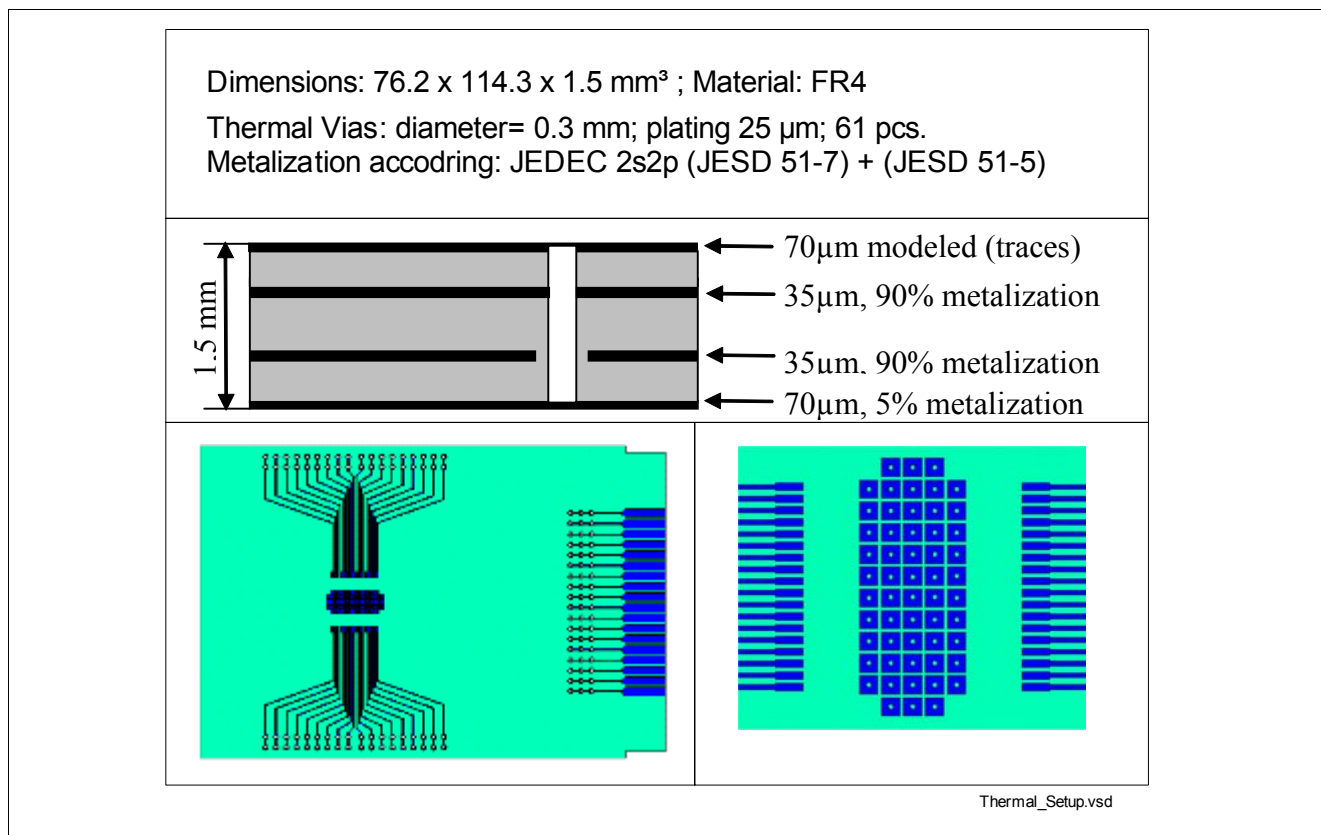 Dimensions: 76.2 x 114.3 x 1.5 mm³ ; Material: FR4
Thermal Vias: diameter= 0.3 mm; plating 25 µm; 61 pcs.
Metalization accodring: JEDEC 2s2p (JESD 51-7) + (JESD 51-5)
1.5 mm
70µm modeled (traces)
35µm, 90% metalization
35µm, 90% metalization
70µm, 5% metalization
Thermal_Setup.vsd